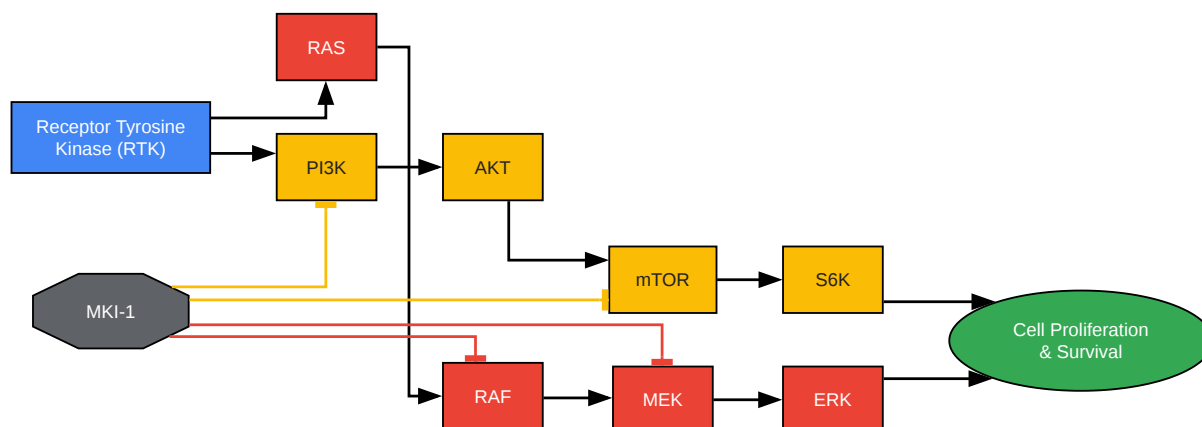 RAS
Receptor Tyrosine
Kinase (RTK)
PI3K
AKT
mTOR
S6K
MKI-1
Cell Proliferation
& Survival
RAF
MEK
ERK